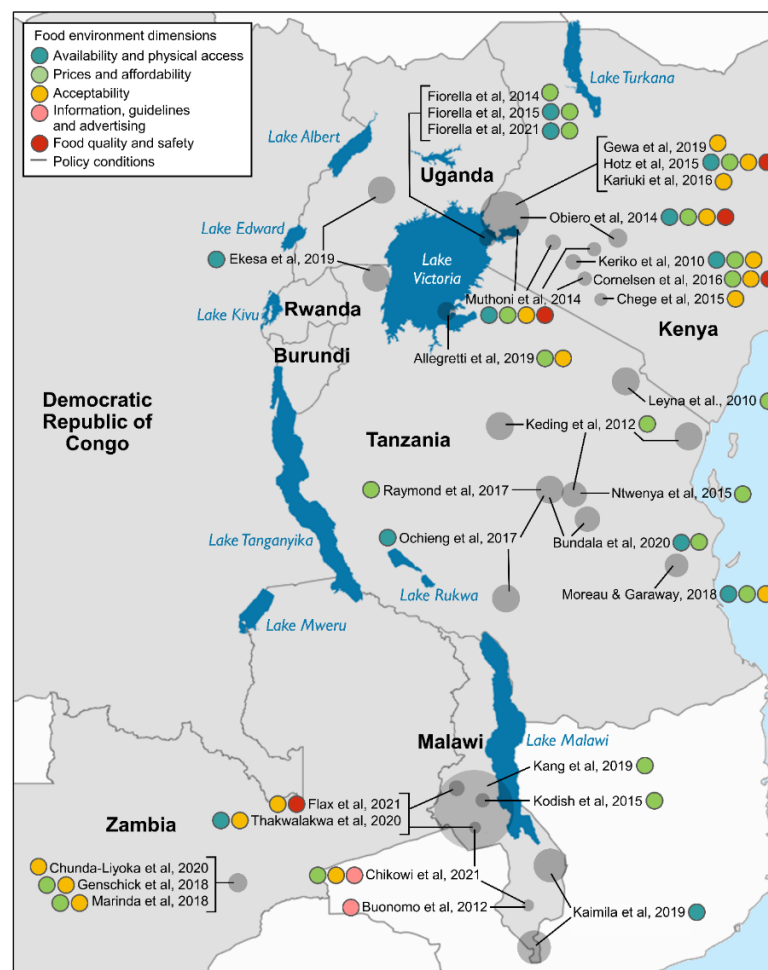 Food environment dimensions
Availability and physical access
Prices and affordability
Acceptability
Information, guidelines
and advertising
Food quality and safety
Policy conditions
Lake Turkana
Fiorella et al, 2014
Fiorella et al, 2015
Fiorella et al, 2021
Lake Albert
Uganda
Gewa et al, 2019
Hotz et al, 2015
Kariuki et al, 2016
Lake Edward
Obiero et al, 2014
Ekesa et al, 2019
Lake
Victoria
Keriko et al, 2010
Cornelsen et al, 2016
Muthoni et al, 2014
Chege et al, 2015
Lake Kivu
Rwanda
Kenya
Burundi
Allegretti et al, 2019
Democratic
Republic of
Congo
Leyna et al., 2010
Keding et al, 2012
Tanzania
Raymond et al, 2017
Ntwenya et al, 2015
Lake Tanganyika
Ochieng et al, 2017
Bundala et al, 2020
Lake Rukwa
Moreau & Garaway, 2018
Lake Mweru
Malawi
Lake Malawi
Kang et al, 2019
Flax et al, 2021
Kodish et al, 2015
Thakwalakwa et al, 2020
Zambia
Chunda-Liyoka et al, 2020
Genschick et al, 2018
Marinda et al, 2018
Chikowi et al, 2021
Buonomo et al, 2012
Kaimila et al, 2019